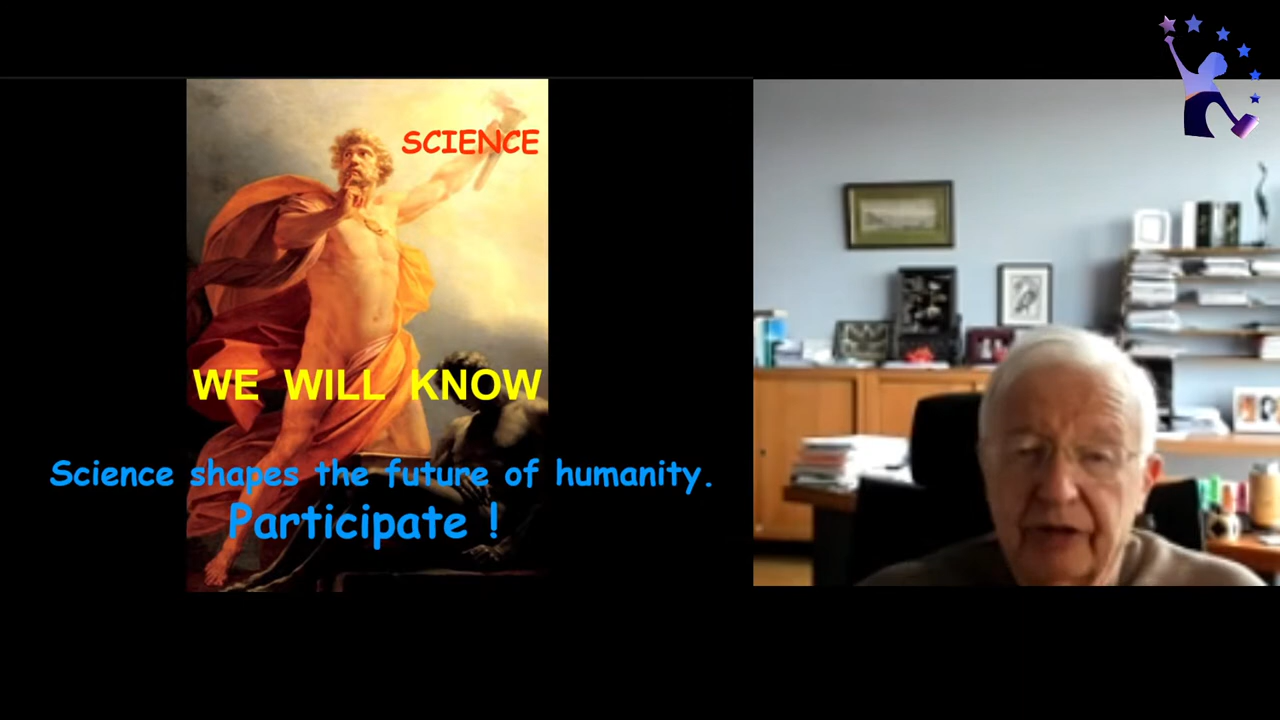 SCIENCE
WE WILL KNOW
Science shapes the future of humanity.
Participate !